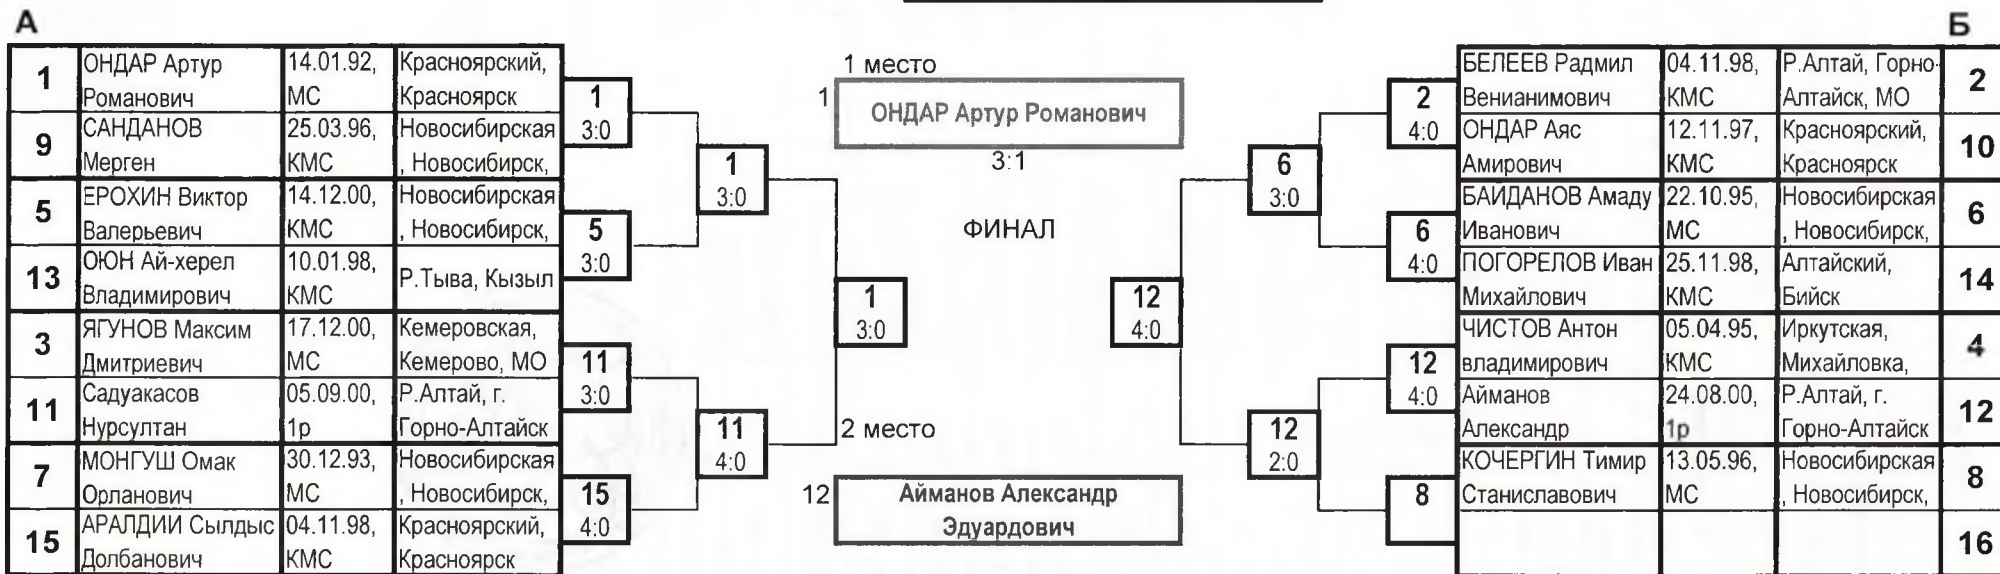 А
Б
1
ОНДАР Артур
Романович
14.01.92,
МС
Красноярский,
Красноярск
9
САНДАНОВ
Мерген
25.03.96,
КМС
Новосибирская
, Новосибирск,
5
ЕРОХИН Виктор
Валерьевич
14.12.00,
КМС
Новосибирская
, Новосибирск,
13
ОЮН Ай-херел
Владимирович
10.01.98,
КМС
Р.Тыва, Кызыл
3
ЯГУНОВ Максим
Дмитриевич
17.12.00,
МС
Кемеровская,
Кемерово, МО
11
Садуакасов
Нурсултан
05.09.00,
1р
Р.Алтай, г.
Горно-Алтайск
7
МОНГУШ Омак
Орланович
30.12.93,
МС
Новосибирская
, Новосибирск,
15
АРАЛДИИ Сылдыс
Долбанович
04.11.98,
КМС
Красноярский,
Красноярск
1
3:0
5
3:0
11
3:0
15
4:0
1
3:0
11
4:0
1
3:0
1 место
1
ОНДАР Артур Романович
3:1
ФИНАЛ
2 место
12
Айманов Александр
Эдуардович
12
4:0
6
3:0
12
2:0
2
4:0
6
4:0
12
4:0
8
БЕЛЕЕВ Радмил
Венианимович
04.11.98,
КМС
Р.Алтай, Горно-
Алтайск, МО
2
ОНДАР Аяс
Амирович
12.11.97,
КМС
Красноярский,
Красноярск
10
БАЙДАНОВ Амаду
Иванович
22.10.95,
МС
Новосибирская
, Новосибирск,
6
ПОГОРЕЛОВ Иван
Михайлович
25.11.98,
КМС
Алтайский,
Бийск
14
ЧИСТОВ Антон
владимирович
05.04.95,
КМС
Иркутская,
Михайловка,
4
Айманов
Александр
24.08.00,
1р
Р.Алтай, г.
Горно-Алтайск
12
КОЧЕРГИН Тимир
Станиславович
13.05.96,
МС
Новосибирская
, Новосибирск,
8
16